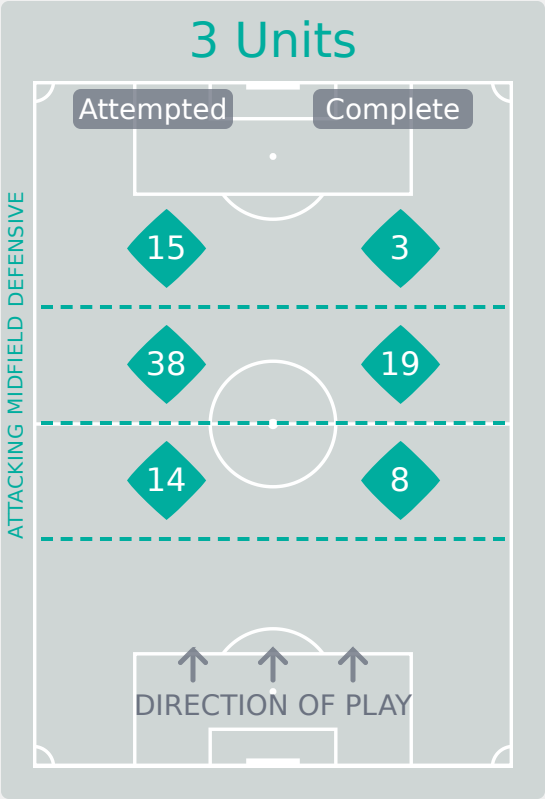 3 Units
Attempted Complete
ATTACKING MIDFIELD DEFENSIVE
15 3
38 19
14 8
DIRECTION OF PLAY